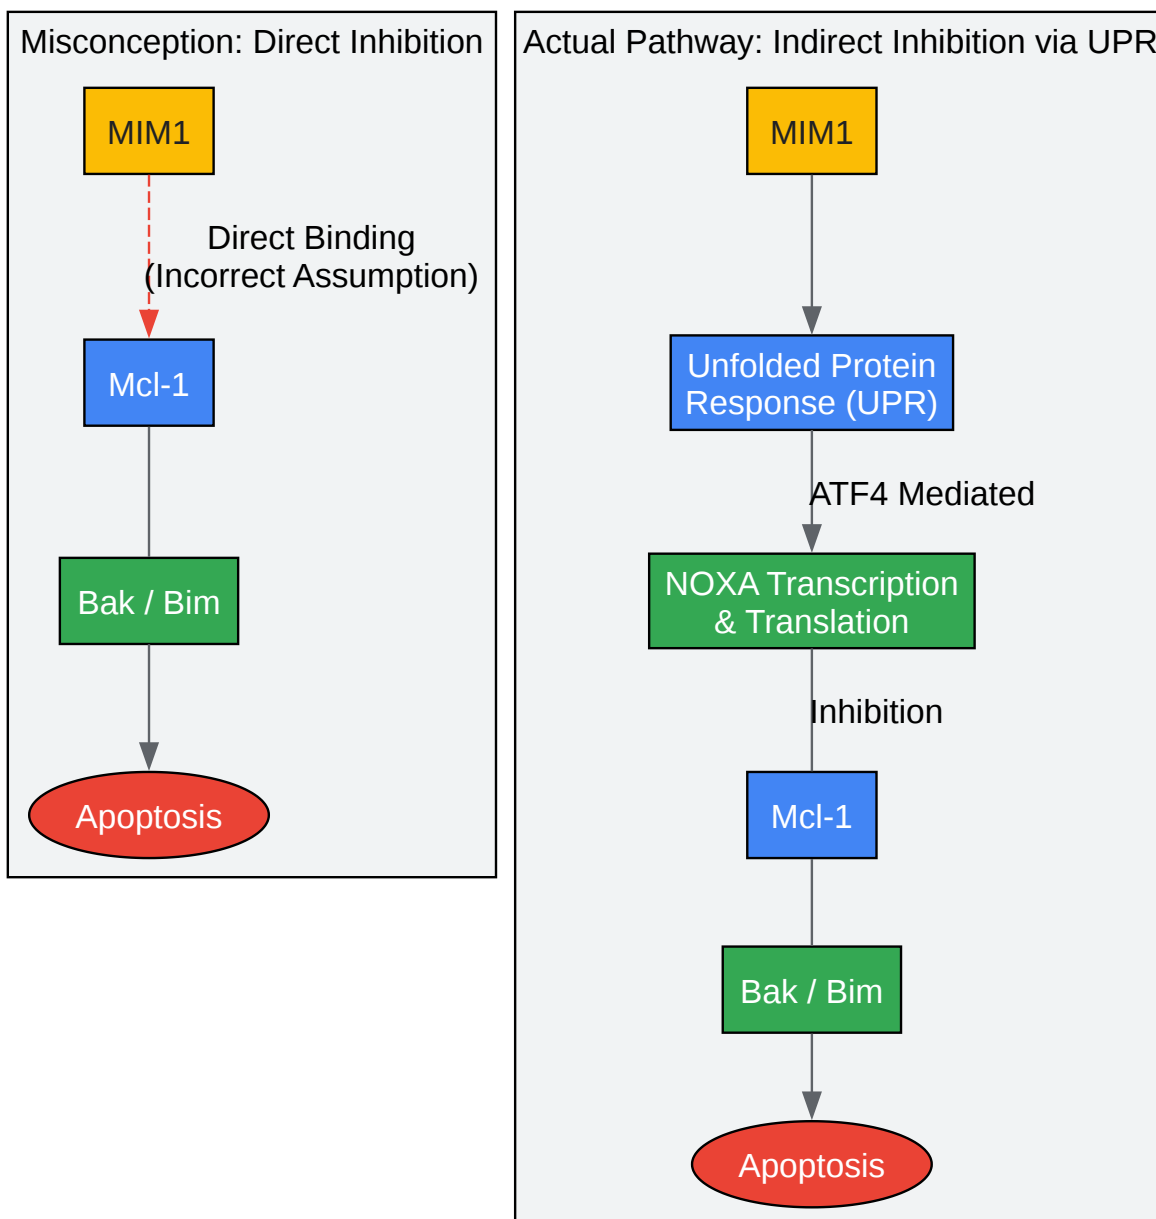 Misconception: Direct Inhibition
MIM1
Direct Binding
(Incorrect Assumption)
Mcl-1
Bak / Bim
Apoptosis
Actual Pathway: Indirect Inhibition via UPR
MIM1
Unfolded Protein
Response (UPR)
ATF4 Mediated
NOXA Transcription
& Translation
Inhibition
Mcl-1
Bak / Bim
Apoptosis